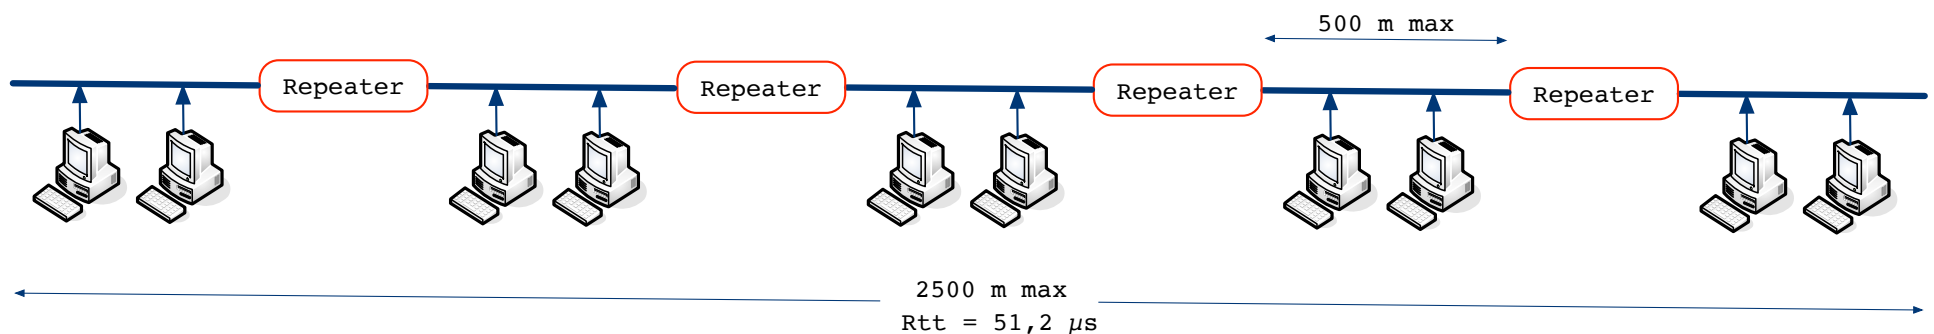 500 m max
Repeater
Repeater
Repeater
Repeater
2500 m max
Rtt = 51,2 μs